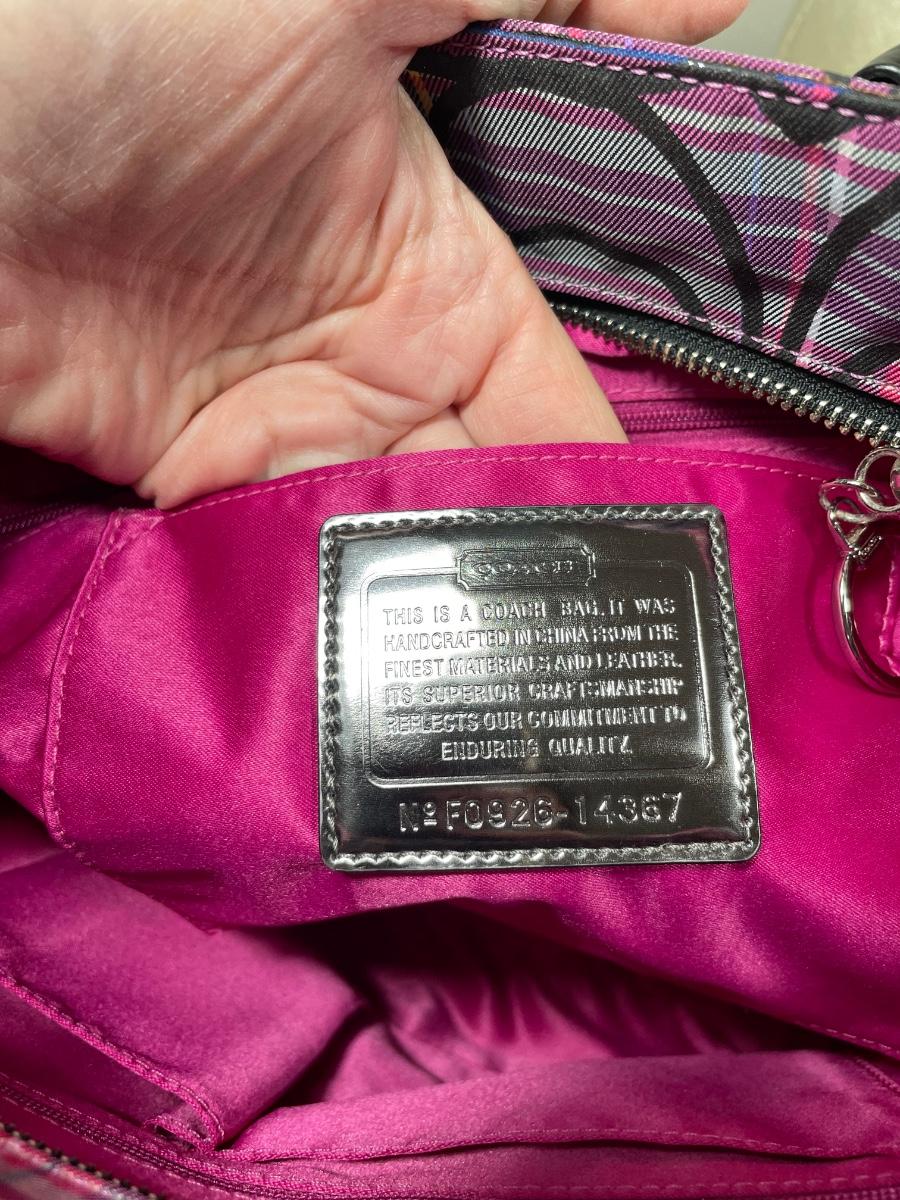 COACH
THIS IS A COACH BAG. IT WAS
HANDCRAFTED IN CHINA FROM THE
FINEST MATERIALS AND LEATHER.
ITS SUPERIOR CRAFTSMANSHIP
REFLECTS OUR COMMITMENT TO
ENDURING QUALITY.
Nº F0926-14367